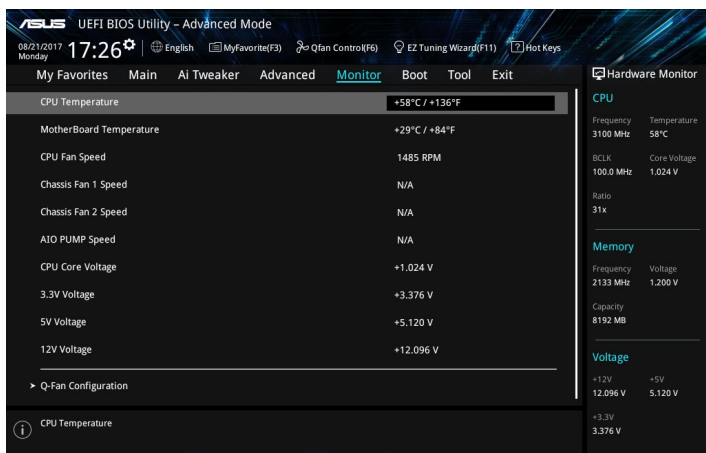 ASUS UEFI BIOS Utility – Advanced Mode
08/21/2017 Monday 17:26 English MyFavorite(F3) Qfan Control(F6) EZ Tuning Wizard(F11) ? Hot Keys
My Favorites Main Ai Tweaker Advanced Monitor Boot Tool Exit
CPU Temperature +58°C / +136°F
MotherBoard Temperature +29°C / +84°F
CPU Fan Speed 1485 RPM
Chassis Fan 1 Speed N/A
Chassis Fan 2 Speed N/A
AIO PUMP Speed N/A
CPU Core Voltage +1.024 V
3.3V Voltage +3.376 V
5V Voltage +5.120 V
12V Voltage +12.096 V
> Q-Fan Configuration
i CPU Temperature
Hardware Monitor
CPU
Frequency Temperature
3100 MHz 58°C
BCLK Core Voltage
100.0 MHz 1.024 V
Ratio
31x
Memory
Frequency Voltage
2133 MHz 1.200 V
Capacity
8192 MB
Voltage
+12V +5V
12.096 V 5.120 V
+3.3V
3.376 V